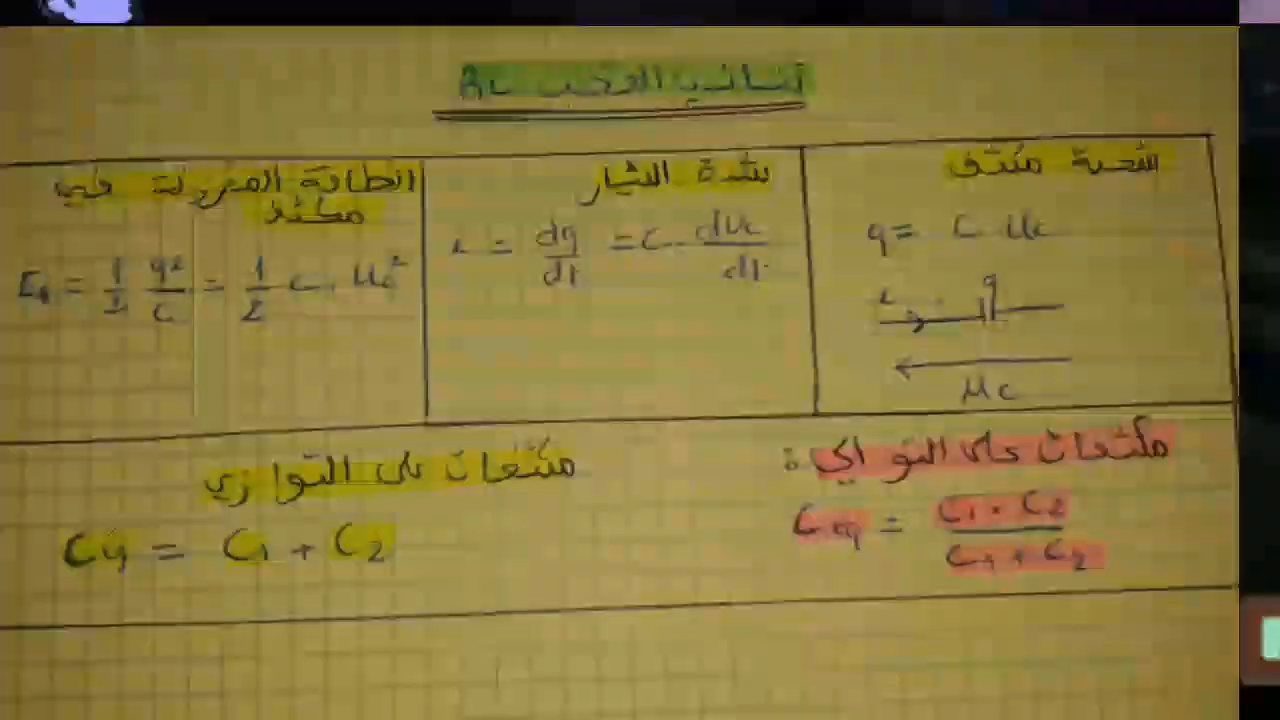 ثنائي القطب RC
شحنة مكثف
q = C . Uc
i
q
Uc
شدة التيار
i = dq/dt = C . dUc/dt
الطاقة المخزونة في
مكثف
E = 1/2 q²/C = 1/2 C . Uc²
مكثفات على التوالي :
Ceq = C1 . C2 / C1 + C2
مكثفات على التوازي
Ceq = C1 + C2